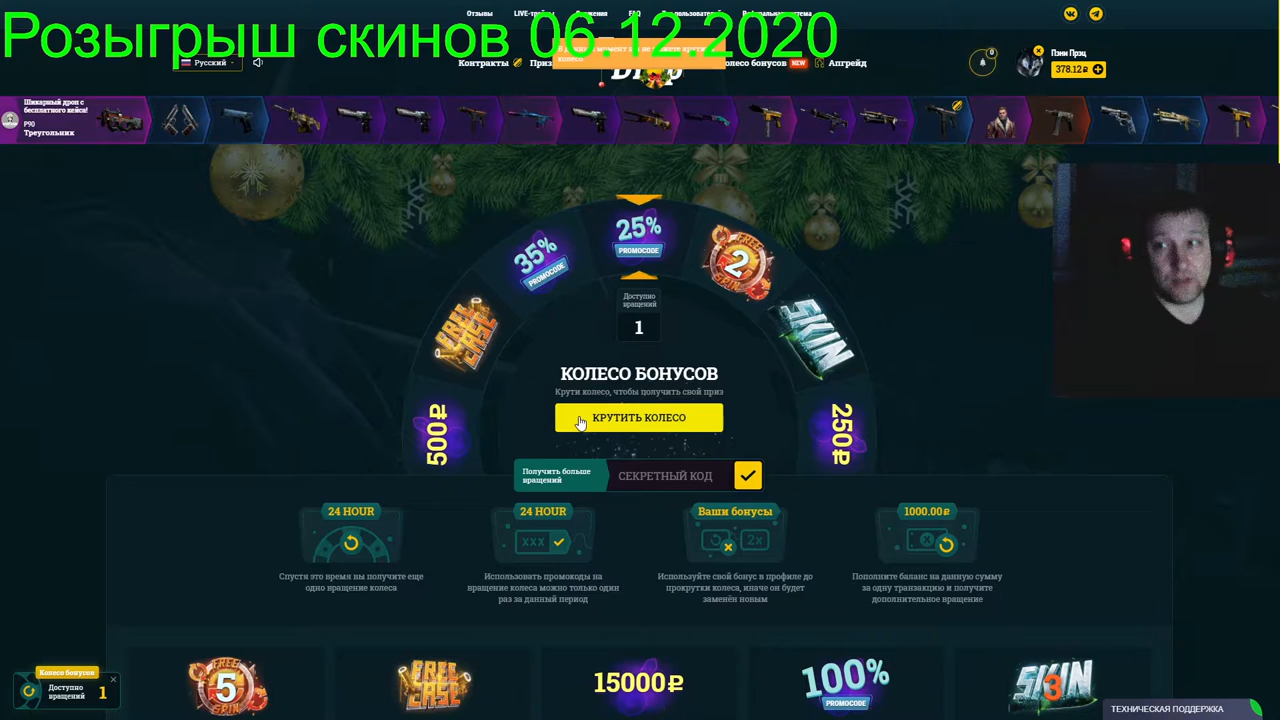 Отзывы
LIVE-трейды
FAQ
Розыгрыш скинов 06.12.2020
Русский
Контракты
колесо бонусов NEW
Апгрейд
0
Пэни Прэц
378.12₽
Шикарный дроп с
бесплатного кейса!
P90
Треугольник
35%
PROMOCODE
25%
PROMOCODE
FREE
2
SPIN
FREE
CASE
SKIN
500₽
250₽
Доступно
вращений
1
КОЛЕСО БОНУСОВ
Крути колесо, чтобы получить свой приз
КРУТИТЬ КОЛЕСО
Получить больше
вращений
СЕКРЕТНЫЙ КОД
24 HOUR
Спустя это время вы получите еще
одно вращение колеса
24 HOUR
XXX
Использовать промокоды на
вращение колеса можно только один
раз за данный период
Ваши бонусы
2x
Используйте свой бонус в профиле до
прокрутки колеса, иначе он будет
заменён новым
1000.00₽
Пополните баланс на данную сумму
за одну транзакцию и получите
дополнительное вращение
FREE
5
SPIN
FREE
CASE
15000₽
100%
PROMOCODE
SKIN
3
Колесо бонусов
Доступно
вращений
1
ТЕХНИЧЕСКАЯ ПОДДЕРЖКА